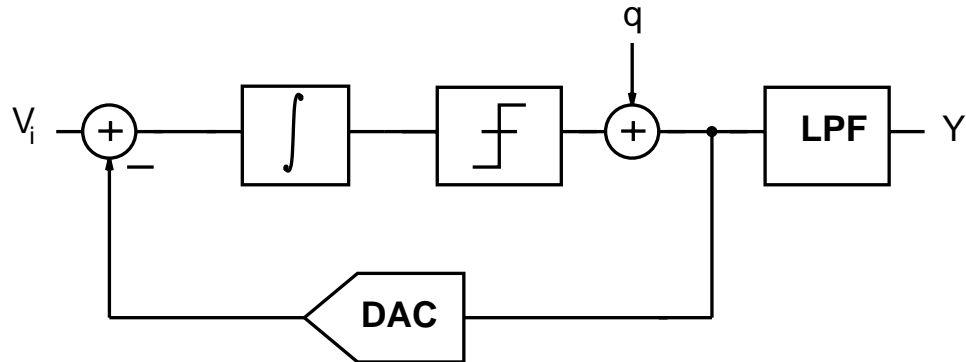 q
V_i
+
−
∫
+
LPF
Y
DAC